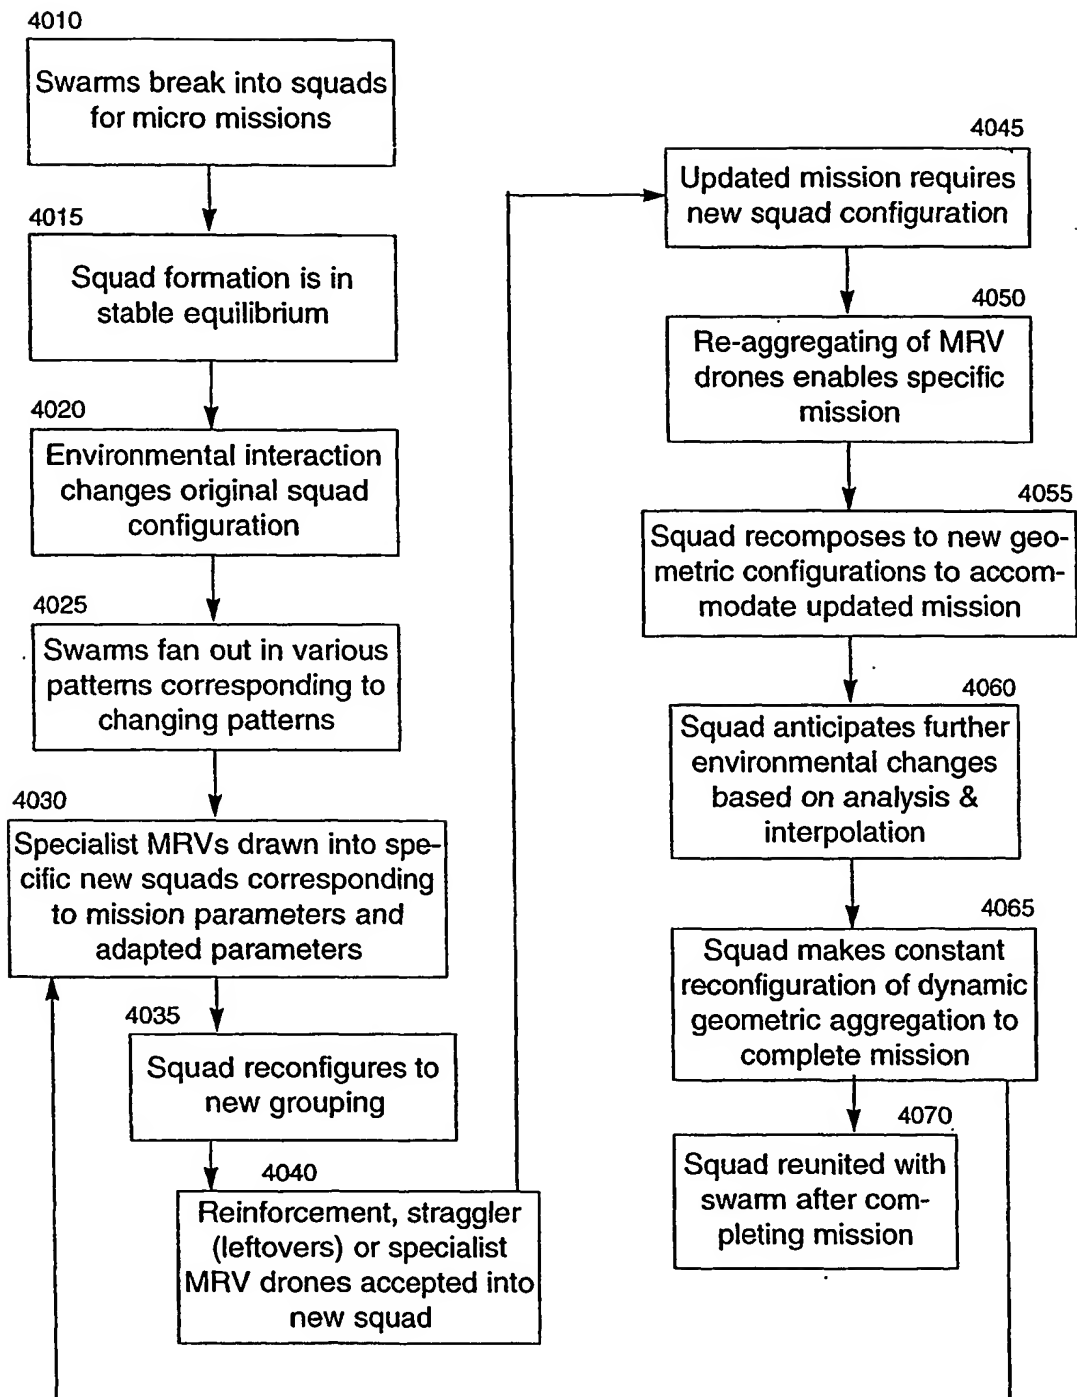 4010
Swarms break into squads
for micro missions
4015
Squad formation is in
stable equilibrium
4020
Environmental interaction
changes original squad
configuration
4025
Swarms fan out in various
patterns corresponding to
changing patterns
4030
Specialist MRVs drawn into spe-
cific new squads corresponding
to mission parameters and
adapted parameters
4035
Squad reconfigures to
new grouping
4040
Reinforcement, straggler
(leftovers) or specialist
MRV drones accepted into
new squad
4045
Updated mission requires
new squad configuration
4050
Re-aggregating of MRV
drones enables specific
mission
4055
Squad recomposes to new geo-
metric configurations to accom-
modate updated mission
4060
Squad anticipates further
environmental changes
based on analysis &
interpolation
4065
Squad makes constant
reconfiguration of dynamic
geometric aggregation to
complete mission
4070
Squad reunited with
swarm after com-
pleting mission